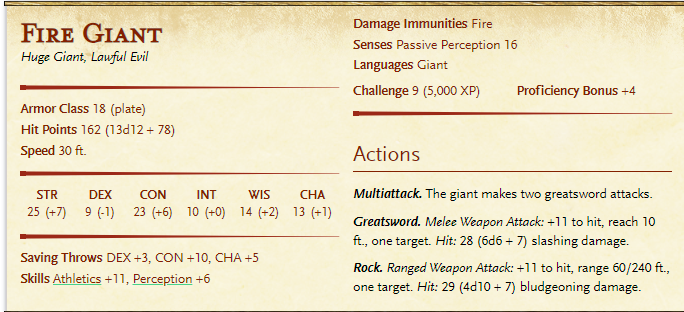 Fire Giant
Huge Giant, Lawful Evil
Armor Class 18 (plate)
Hit Points 162 (13d12 + 78)
Speed 30 ft.
STR DEX CON INT WIS CHA
25 (+7) 9 (-1) 23 (+6) 10 (+0) 14 (+2) 13 (+1)
Saving Throws DEX +3, CON +10, CHA +5
Skills Athletics +11, Perception +6
Damage Immunities Fire
Senses Passive Perception 16
Languages Giant
Challenge 9 (5,000 XP) Proficiency Bonus +4
Actions
Multiattack. The giant makes two greatsword attacks.
Greatsword. Melee Weapon Attack: +11 to hit, reach 10
ft., one target. Hit: 28 (6d6 + 7) slashing damage.
Rock. Ranged Weapon Attack: +11 to hit, range 60/240 ft.,
one target. Hit: 29 (4d10 + 7) bludgeoning damage.